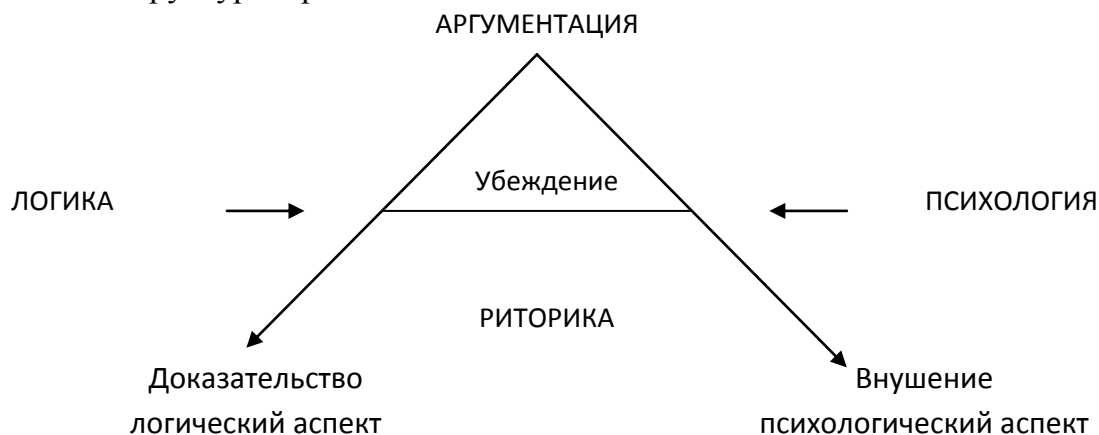 АРГУМЕНТАЦИЯ
Убеждение
ЛОГИКА
ПСИХОЛОГИЯ
РИТОРИКА
Доказательство
логический аспект
Внушение
психологический аспект